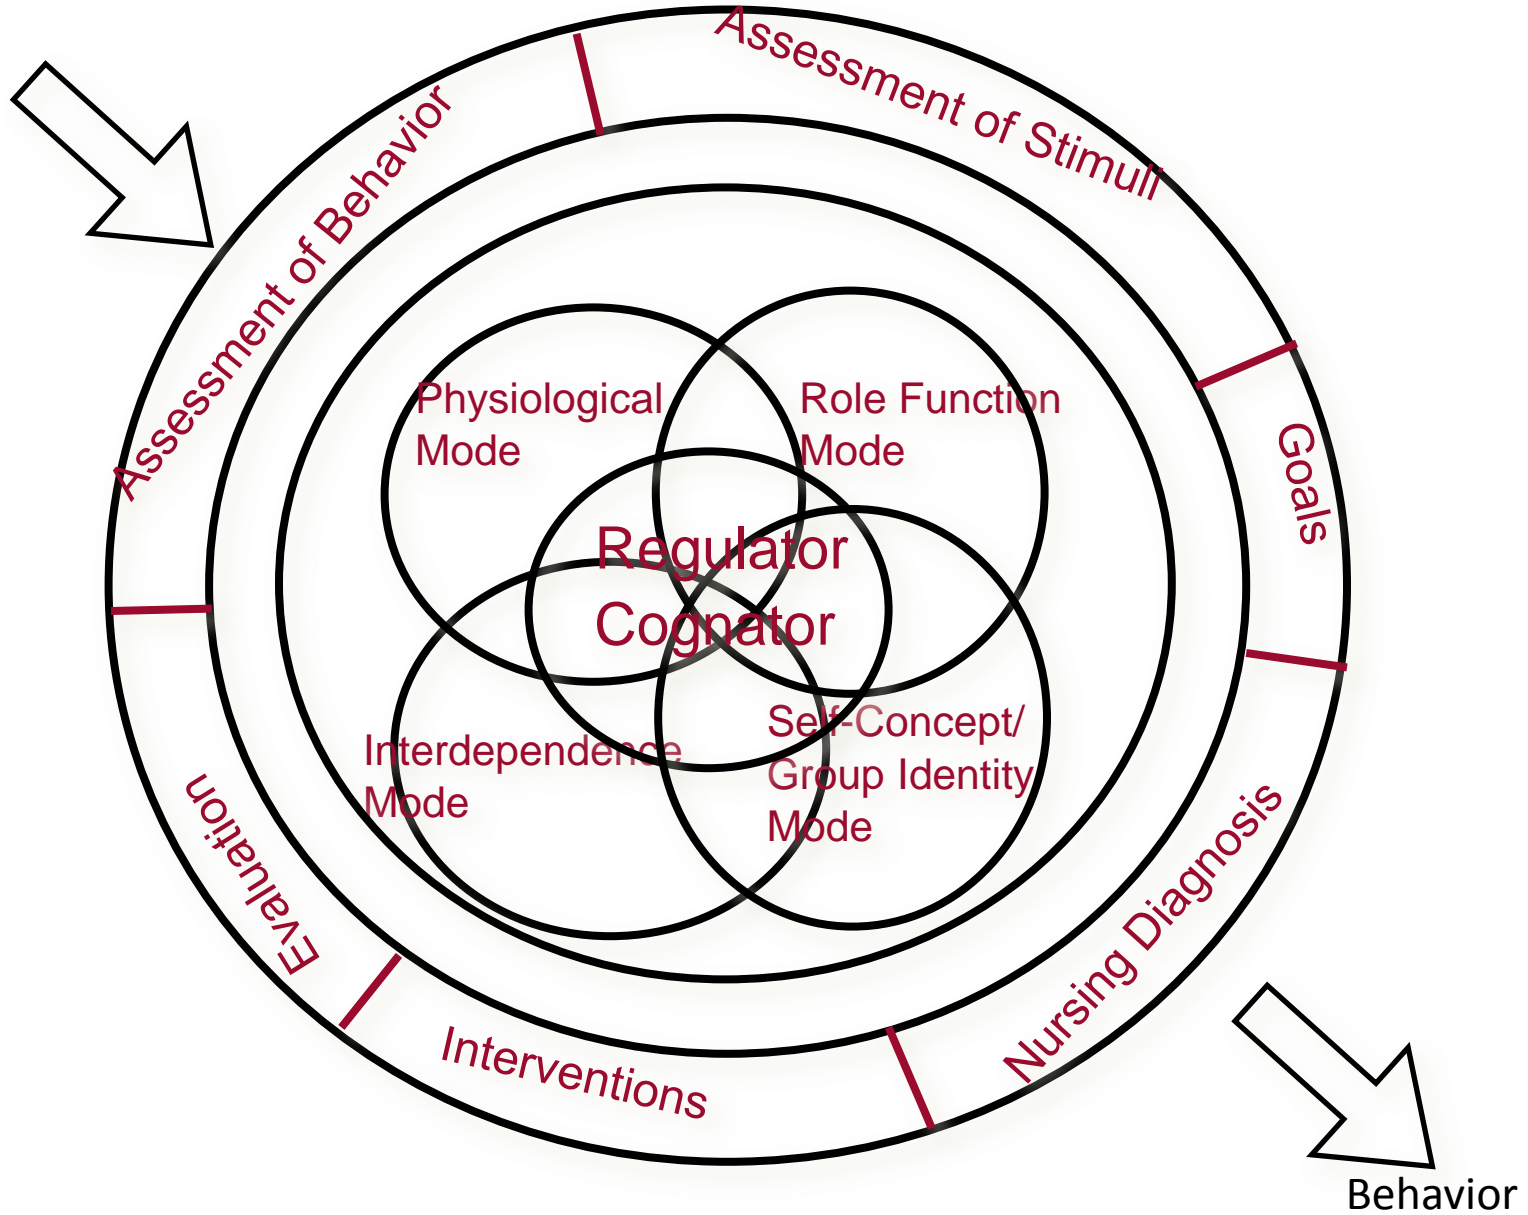 Assessment of Behavior
Assessment of Stimuli
Goals
Nursing Diagnosis
Interventions
Evaluation
Physiological
Mode
Role Function
Mode
Regulator
Cognator
Interdependence
Mode
Self-Concept/
Group Identity
Mode
Behavior